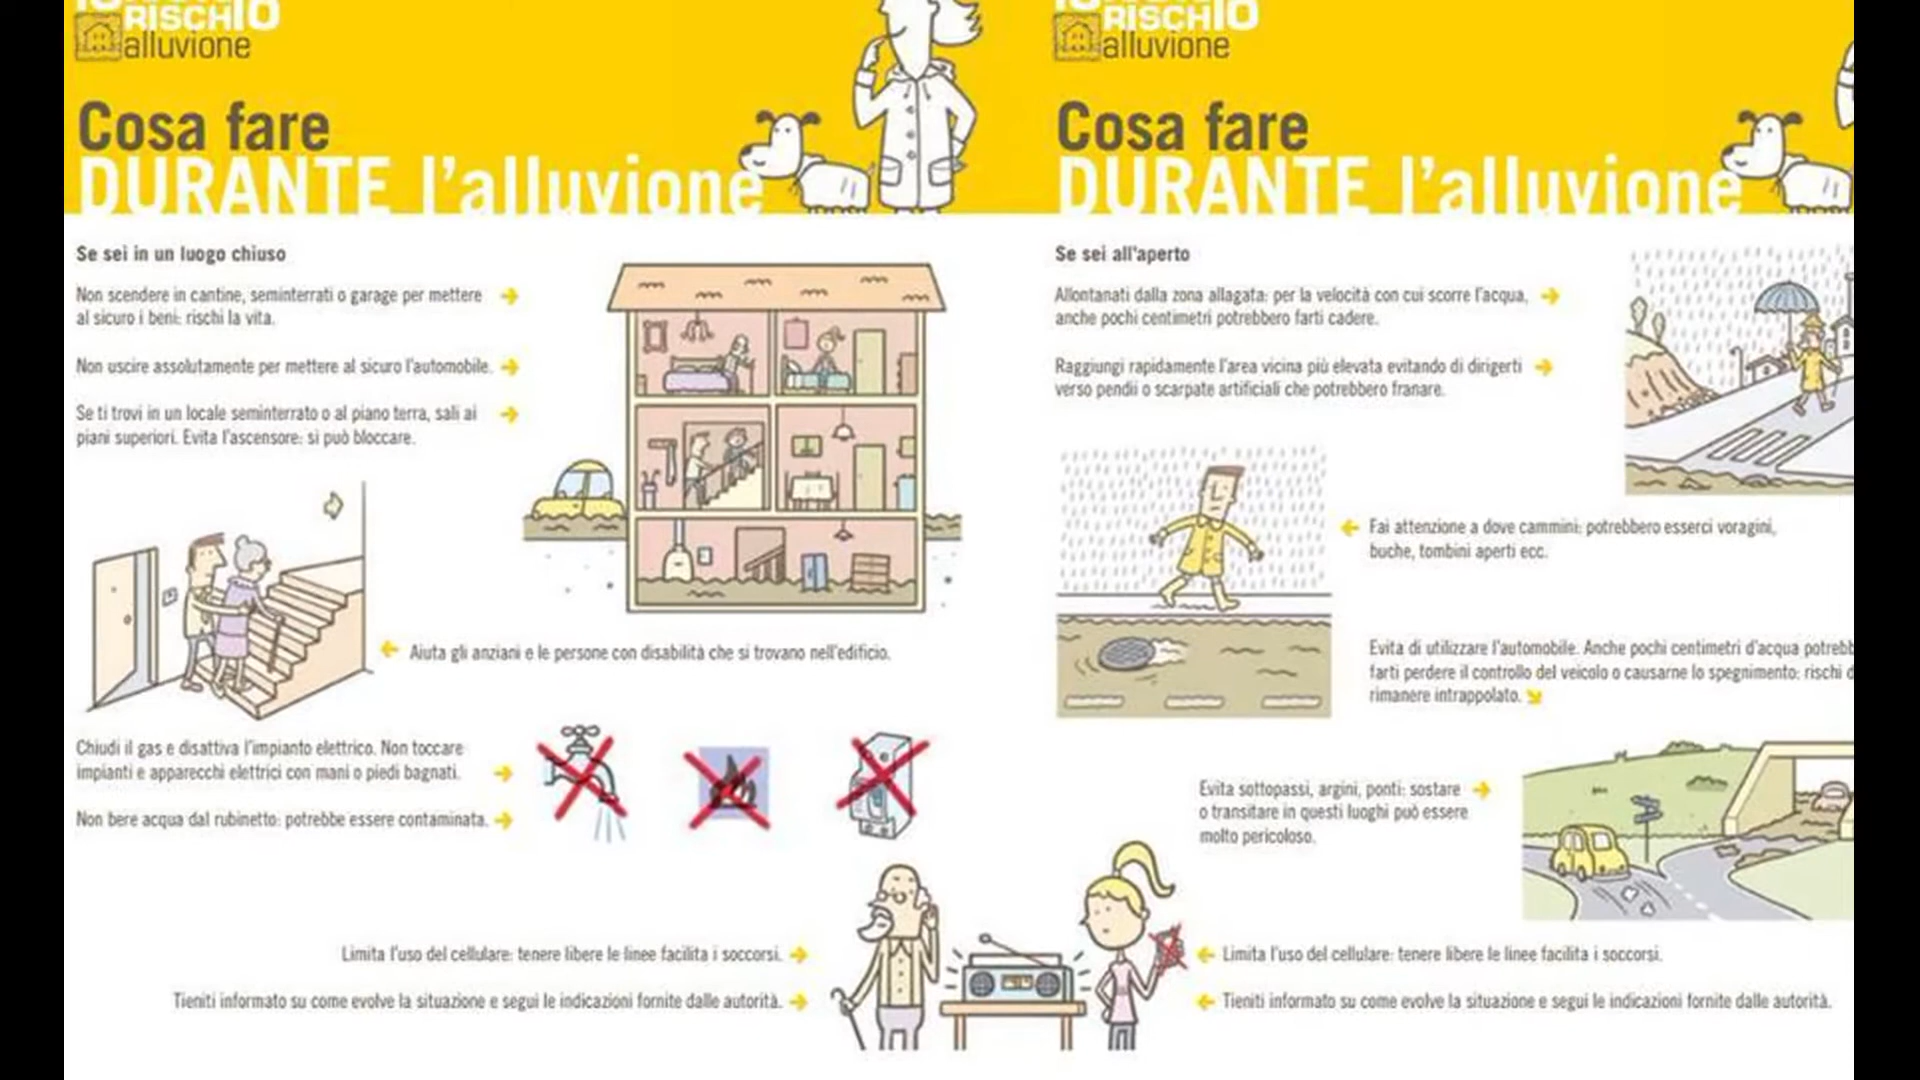 RISCHIO
alluvione
Cosa fare
DURANTE l'alluvione
Se sei in un luogo chiuso
Non scendere in cantine, seminterrati o garage per mettere
al sicuro i beni: rischi la vita.
Non uscire assolutamente per mettere al sicuro l'automobile.
Se ti trovi in un locale seminterrato o al piano terra, sali ai
piani superiori. Evita l'ascensore: si può bloccare.
Aiuta gli anziani e le persone con disabilità che si trovano nell'edificio.
Chiudi il gas e disattiva l'impianto elettrico. Non toccare
impianti e apparecchi elettrici con mani o piedi bagnati.
Non bere acqua dal rubinetto: potrebbe essere contaminata.
Limita l'uso del cellulare: tenere libere le linee facilita i soccorsi.
Tieniti informato su come evolve la situazione e segui le indicazioni fornite dalle autorità.
RISCHIO
alluvione
Cosa fare
DURANTE l'alluvione
Se sei all'aperto
Allontanati dalla zona allagata: per la velocità con cui scorre l'acqua,
anche pochi centimetri potrebbero farti cadere.
Raggiungi rapidamente l'area vicina più elevata evitando di dirigerti
verso pendii o scarpate artificiali che potrebbero franare.
Fai attenzione a dove cammini: potrebbero esserci voragini,
buche, tombini aperti ecc.
Evita di utilizzare l'automobile. Anche pochi centimetri d'acqua potrebb
farti perdere il controllo del veicolo o causarne lo spegnimento: rischi d
rimanere intrappolato.
Evita sottopassi, argini, ponti: sostare
o transitare in questi luoghi può essere
molto pericoloso.
Limita l'uso del cellulare: tenere libere le linee facilita i soccorsi.
Tieniti informato su come evolve la situazione e segui le indicazioni fornite dalle autorità.